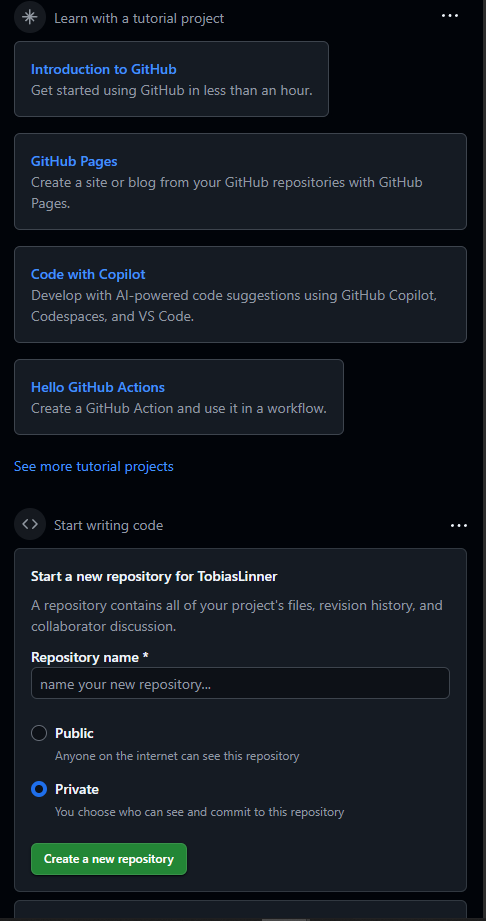 Learn with a tutorial project
Introduction to GitHub
Get started using GitHub in less than an hour.
GitHub Pages
Create a site or blog from your GitHub repositories with GitHub
Pages.
Code with Copilot
Develop with AI-powered code suggestions using GitHub Copilot,
Codespaces, and VS Code.
Hello GitHub Actions
Create a GitHub Action and use it in a workflow.
See more tutorial projects
Start writing code
Start a new repository for TobiasLinner
A repository contains all of your project's files, revision history, and
collaborator discussion.
Repository name *
name your new repository...
Public
Anyone on the internet can see this repository
Private
You choose who can see and commit to this repository
Create a new repository